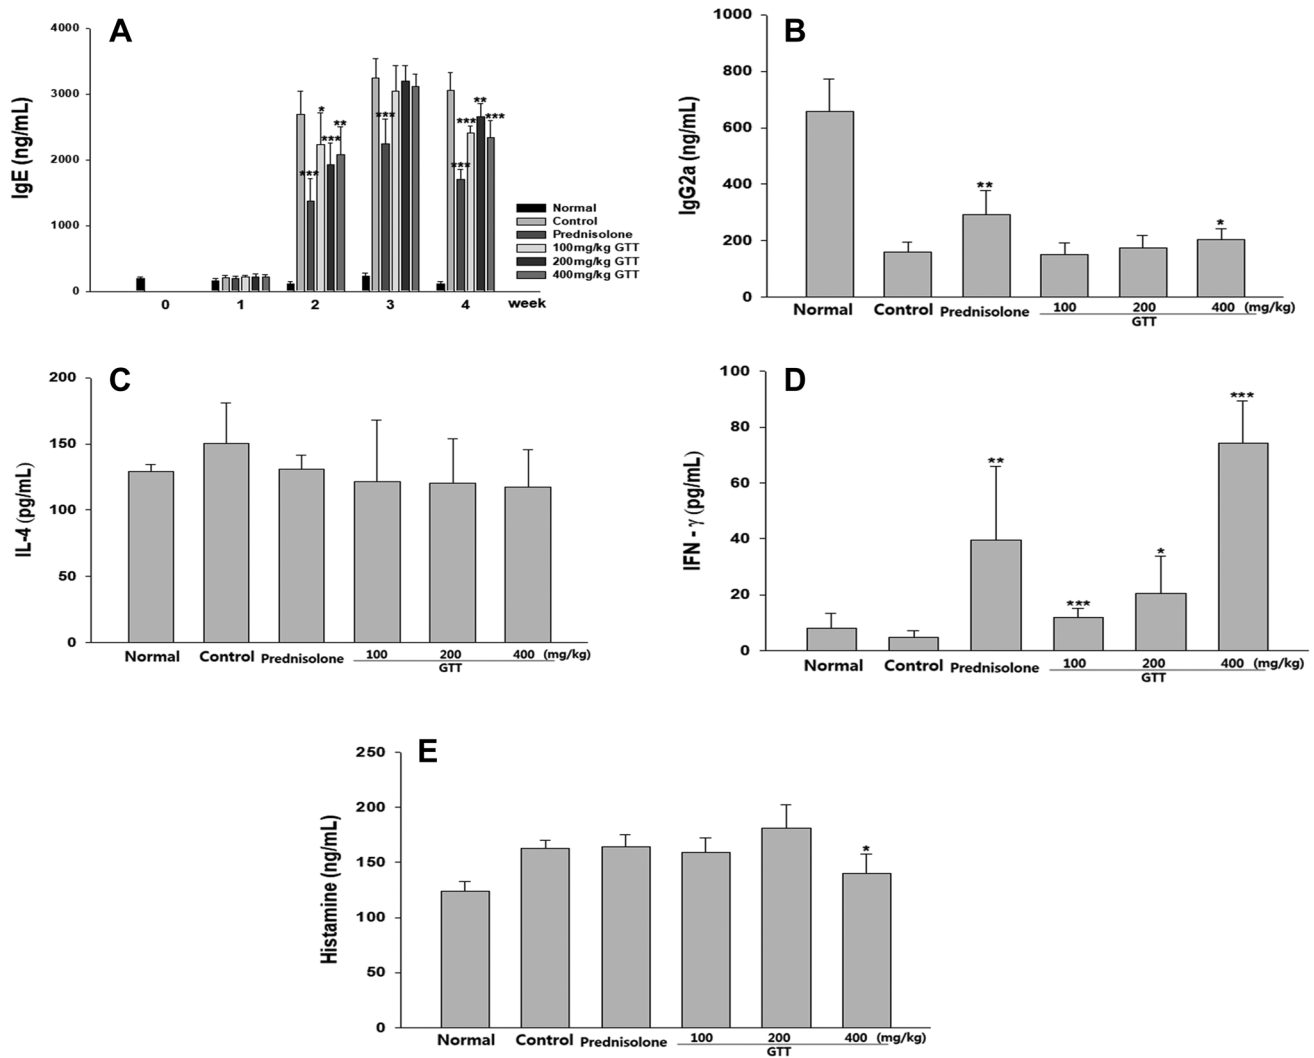 A
IgE (ng/mL)
4000
3000
2000
1000
0
*
**
***
***
***
**
***
***
***
Normal
Control
Prednisolone
100mg/kg GTT
200mg/kg GTT
400mg/kg GTT
0 1 2 3 4 week
B
IgG2a (ng/mL)
1000
800
600
400
200
0
**
*
Normal Control Prednisolone 100 200 400 (mg/kg)
GTT
C
IL-4 (pg/mL)
200
150
100
50
0
Normal Control Prednisolone 100 200 400 (mg/kg)
GTT
D
IFN - γ (pg/mL)
100
80
60
40
20
0
**
***
*
***
Normal Control Prednisolone 100 200 400 (mg/kg)
GTT
E
Histamine (ng/mL)
250
200
150
100
50
0
*
Normal Control Prednisolone 100 200 400 (mg/kg)
GTT